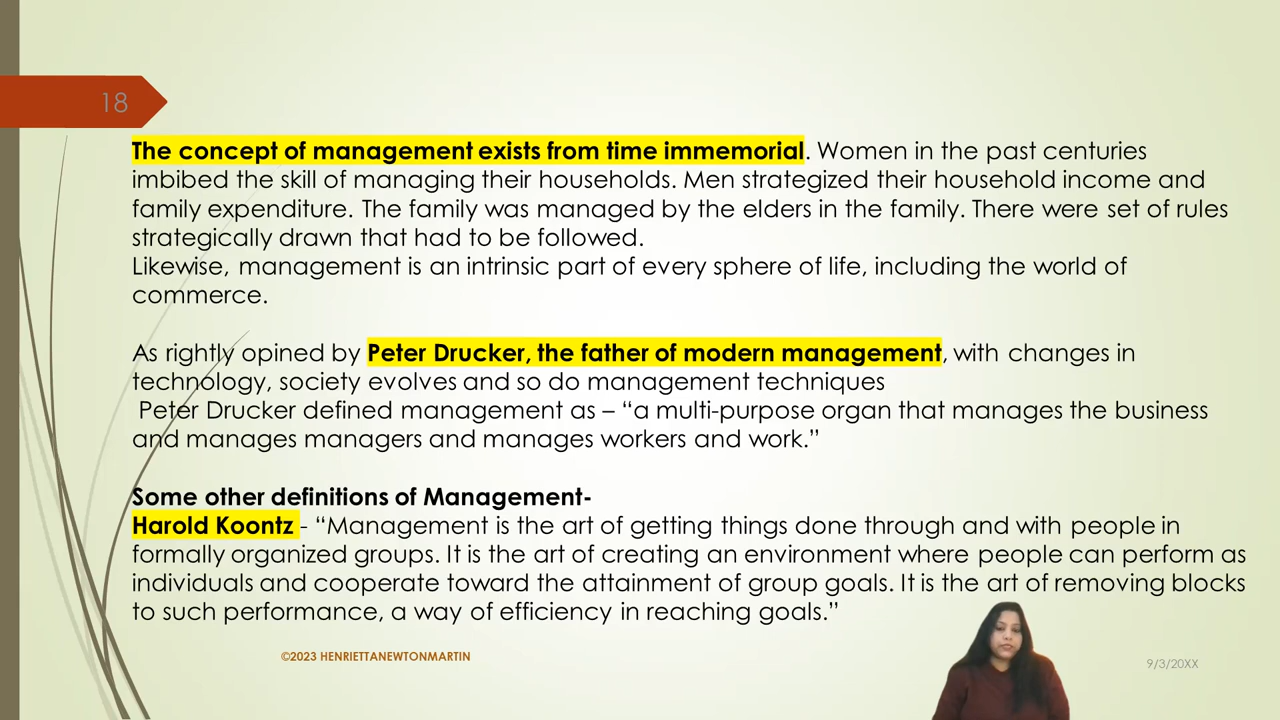 18
The concept of management exists from time immemorial. Women in the past centuries
imbibed the skill of managing their households. Men strategized their household income and
family expenditure. The family was managed by the elders in the family. There were set of rules
strategically drawn that had to be followed.
Likewise, management is an intrinsic part of every sphere of life, including the world of
commerce.
As rightly opined by Peter Drucker, the father of modern management, with changes in
technology, society evolves and so do management techniques
Peter Drucker defined management as – “a multi-purpose organ that manages the business
and manages managers and manages workers and work.”
Some other definitions of Management-
Harold Koontz - “Management is the art of getting things done through and with people in
formally organized groups. It is the art of creating an environment where people can perform as
individuals and cooperate toward the attainment of group goals. It is the art of removing blocks
to such performance, a way of efficiency in reaching goals.”
©2023 HENRIETTANEWTONMARTIN
9/3/20XX